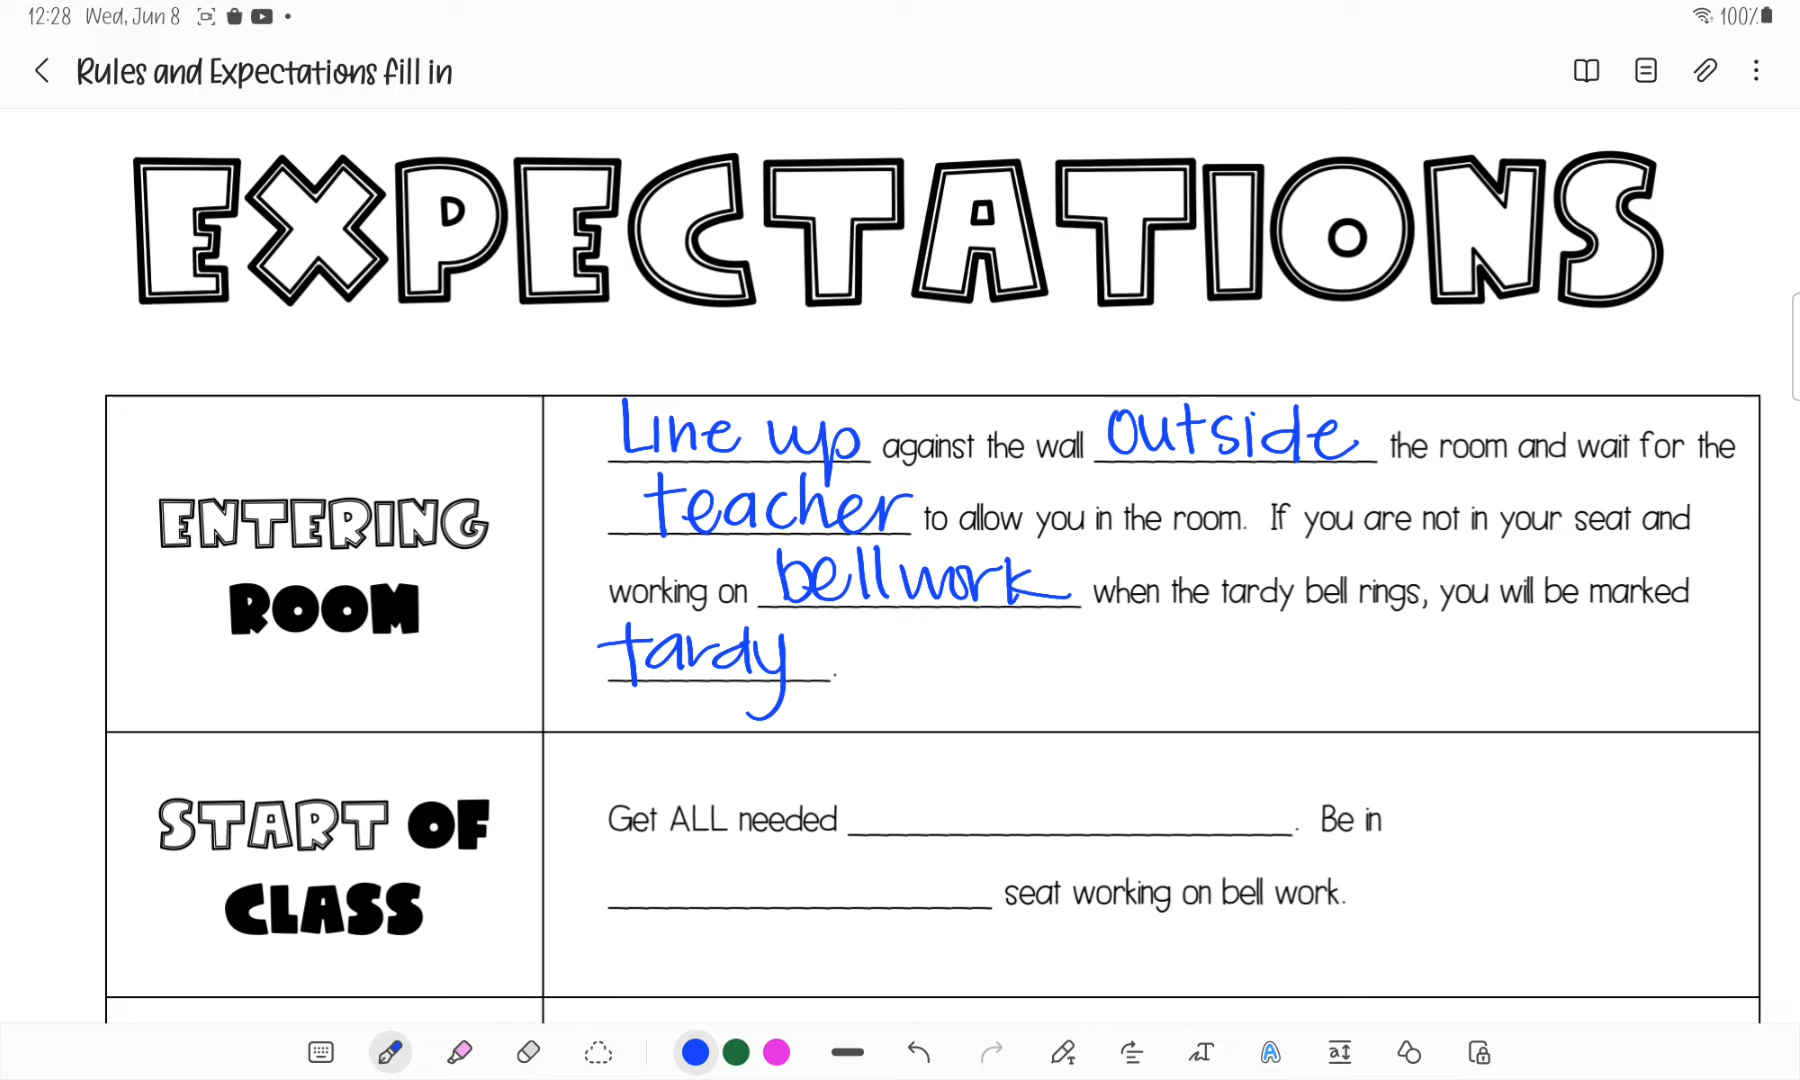 12:28 Wed, Jun 8 100%
Rules and Expectations fill in
EXPECTATIONS
ENTERING
ROOM
Line up against the wall outside the room and wait for the
teacher to allow you in the room. If you are not in your seat and
working on bellwork when the tardy bell rings, you will be marked
tardy.
START OF
CLASS
Get ALL needed ____________________. Be in
____________________ seat working on bell work.